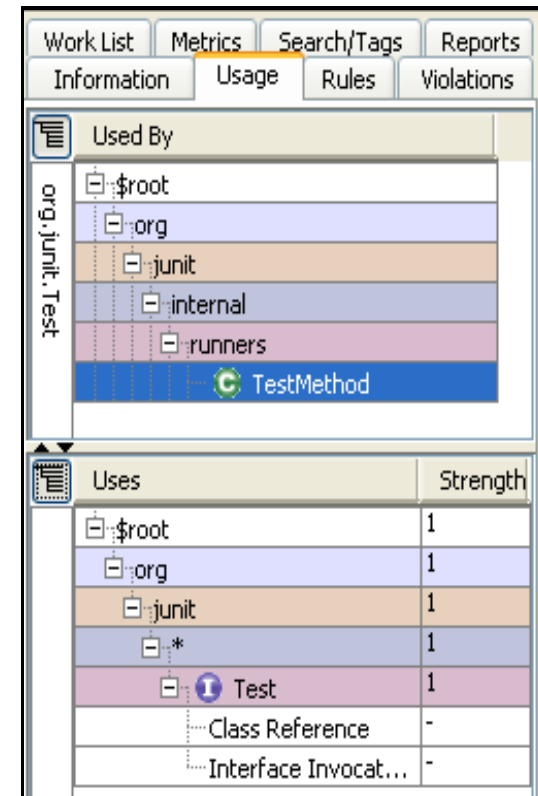 Work List Metrics Search/Tags Reports
Information Usage Rules Violations
Used By
org.junit.Test
$root
org
junit
internal
runners
C TestMethod
Uses Strength
$root 1
org 1
junit 1
* 1
I Test 1
Class Reference -
Interface Invocat... -